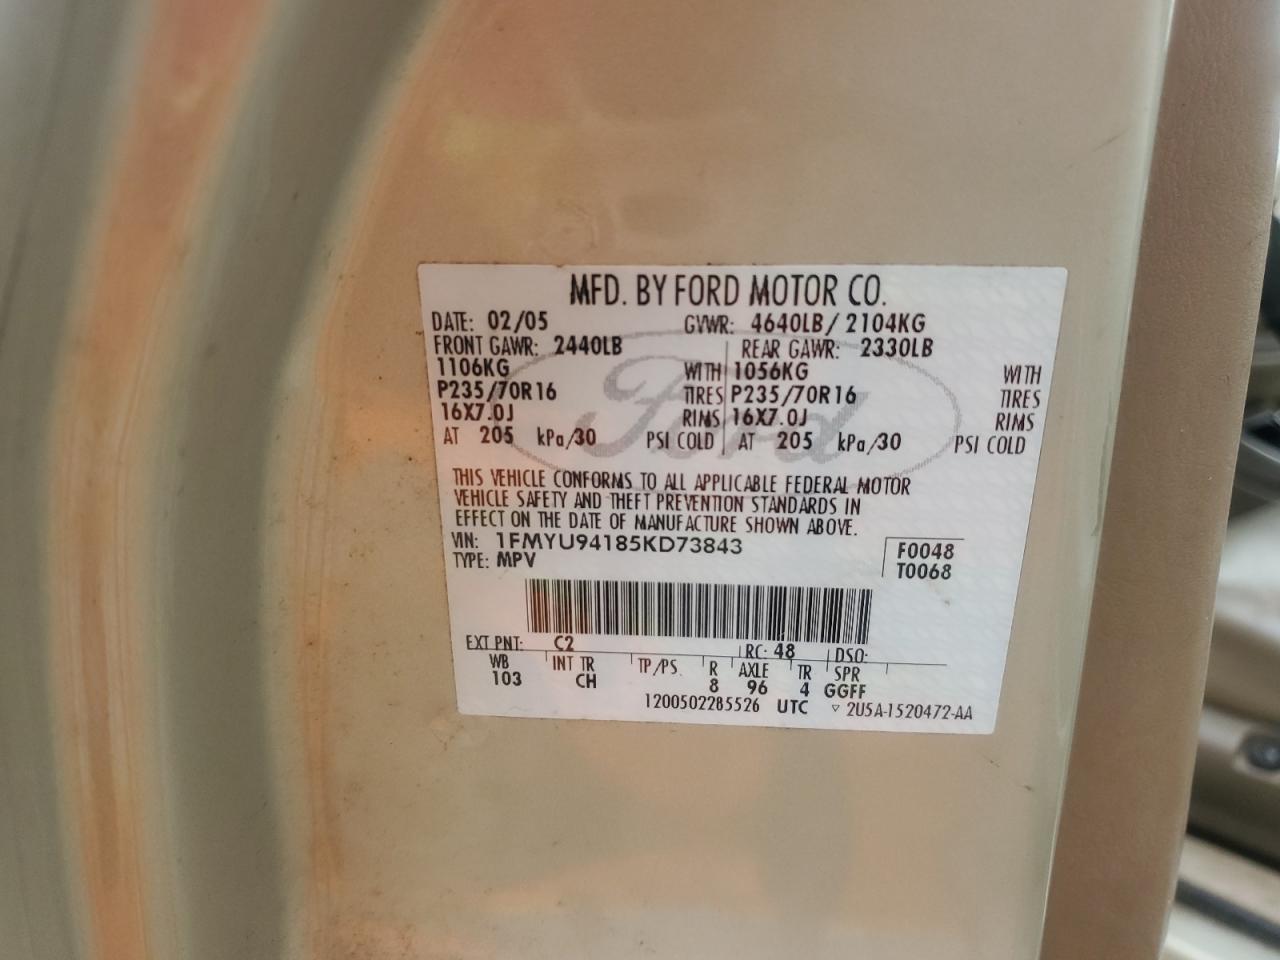 MFD. BY FORD MOTOR CO.
DATE: 02/05 GVWR: 4640LB/ 2104KG
FRONT GAWR: 2440LB REAR GAWR: 2330LB
1106KG WITH 1056KG WITH
P235/70R16 TIRES P235/70R16 TIRES
16X7.0J RIMS 16X7.0J RIMS
AT 205 kPa/30 PSI COLD AT 205 kPa/30 PSI COLD
Ford
THIS VEHICLE CONFORMS TO ALL APPLICABLE FEDERAL MOTOR
VEHICLE SAFETY AND THEFT PREVENTION STANDARDS IN
EFFECT ON THE DATE OF MANUFACTURE SHOWN ABOVE.
VIN: 1FMYU94185KD73843 F0048
TYPE: MPV T0068
EXT PNT: C2 RC: 48 DSO:
WB INT TR TP/PS R AXLE TR SPR
103 CH 8 96 4 GGFF
1200502285526 UTC ▽ 2U5A-1520472-AA